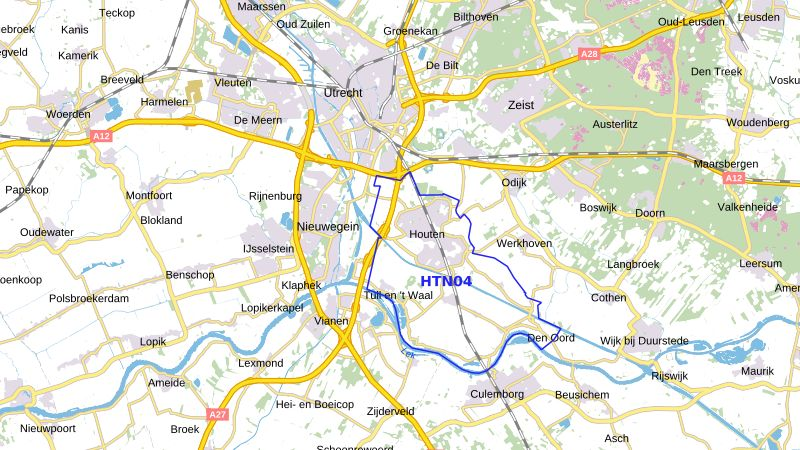 Teckop
Maarssen
Oud Zuilen
Bilthoven
Leusden
Oud-Leusden
Kanis
Groenekan
Kamerik
A28
De Bilt
Den Treek
Breeveld
Vleuten
Utrecht
Harmelen
Zeist
Woerden
De Meern
Austerlitz
Woudenberg
A12
Maarsbergen
A12
Papekop
Montfoort
Rijnenburg
Odijk
Boswijk
Doorn
Valkenheide
Blokland
Oudewater
Nieuwegein
Houten
IJsselstein
Werkhoven
Langbroek
Leersum
Benschop
HTN04
Klaphek
Tull en 't Waal
Polsbroekerdam
Lopikerkapel
Cothen
Vianen
Lopik
Den Oord
Wijk bij Duurstede
Lek
Lexmond
Rijswijk
Maurik
Ameide
Culemborg
Beusichem
Hei- en Boeicop
Zijderveld
A27
Nieuwpoort
Broek
Asch